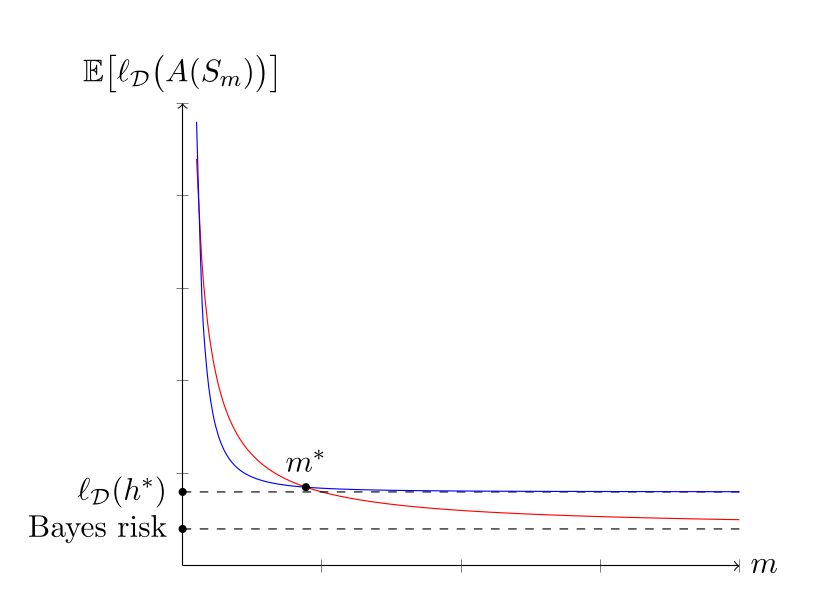 𝔼[ℓ_𝒟(A(S_m))]
m*
ℓ_𝒟(h*)
Bayes risk
m